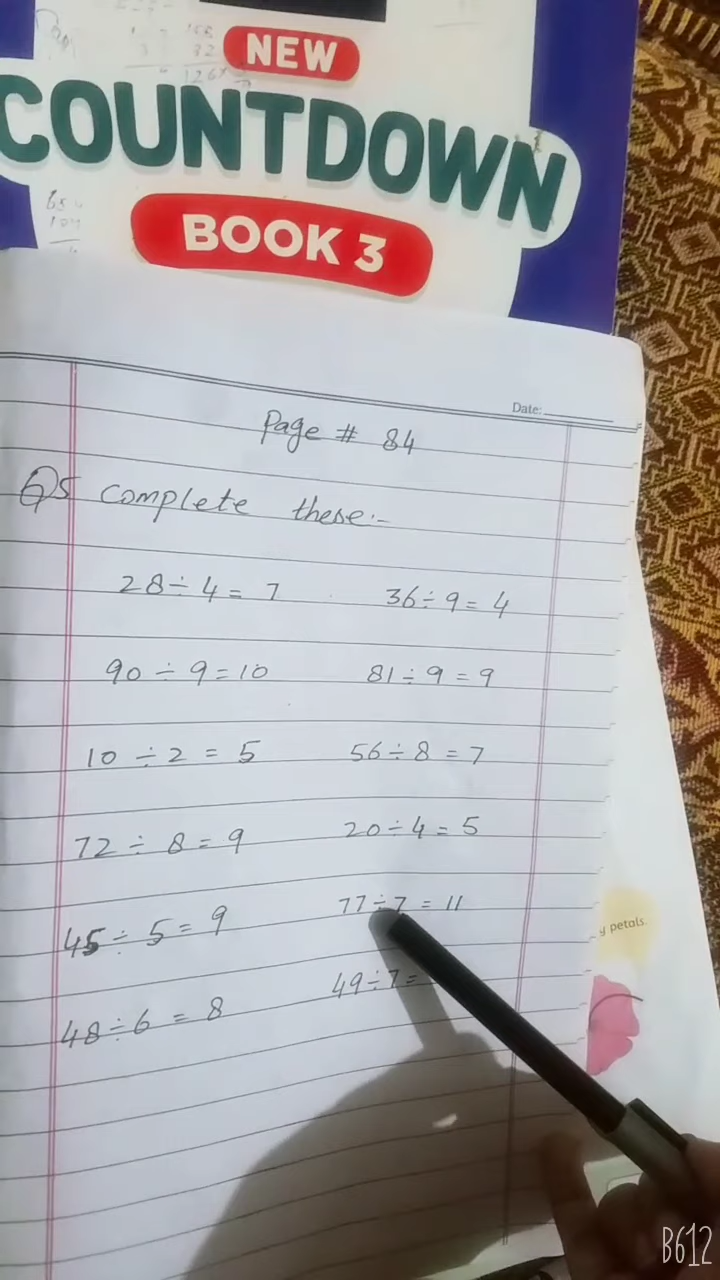 NEW
COUNTDOWN
BOOK 3
Date:
Page # 84
Q5 Complete these:-
28÷4 = 7 36÷9=4
90 ÷ 9=10 81÷9=9
10 ÷2 = 5 56÷8=7
72 ÷ 8=9 20÷4=5
45÷5=9 77÷7=11
48÷6 = 8 49÷7=
y petals.
B612